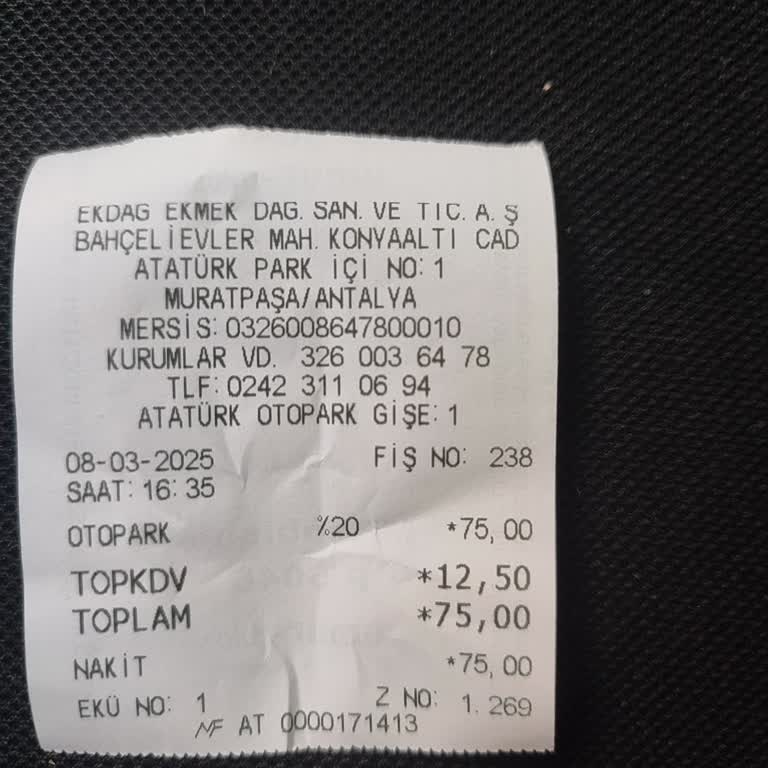 EKDAG EKMEK DAG. SAN. VE TIC. A. Ş
BAHÇELİEVLER MAH. KONYAALTI CAD
ATATÜRK PARK İÇİ NO: 1
MURATPAŞA/ANTALYA
MERSİS: 0326008647800010
KURUMLAR VD. 326 003 64 78
TLF: 0242 311 06 94
ATATÜRK OTOPARK GİŞE: 1
08-03-2025 FİŞ NO: 238
SAAT: 16: 35
OTOPARK %20 *75, 00
TOPKDV *12,50
TOPLAM *75,00
NAKİT *75, 00
EKÜ NO: 1 Z NO: 1. 269
MF AT 0000171413